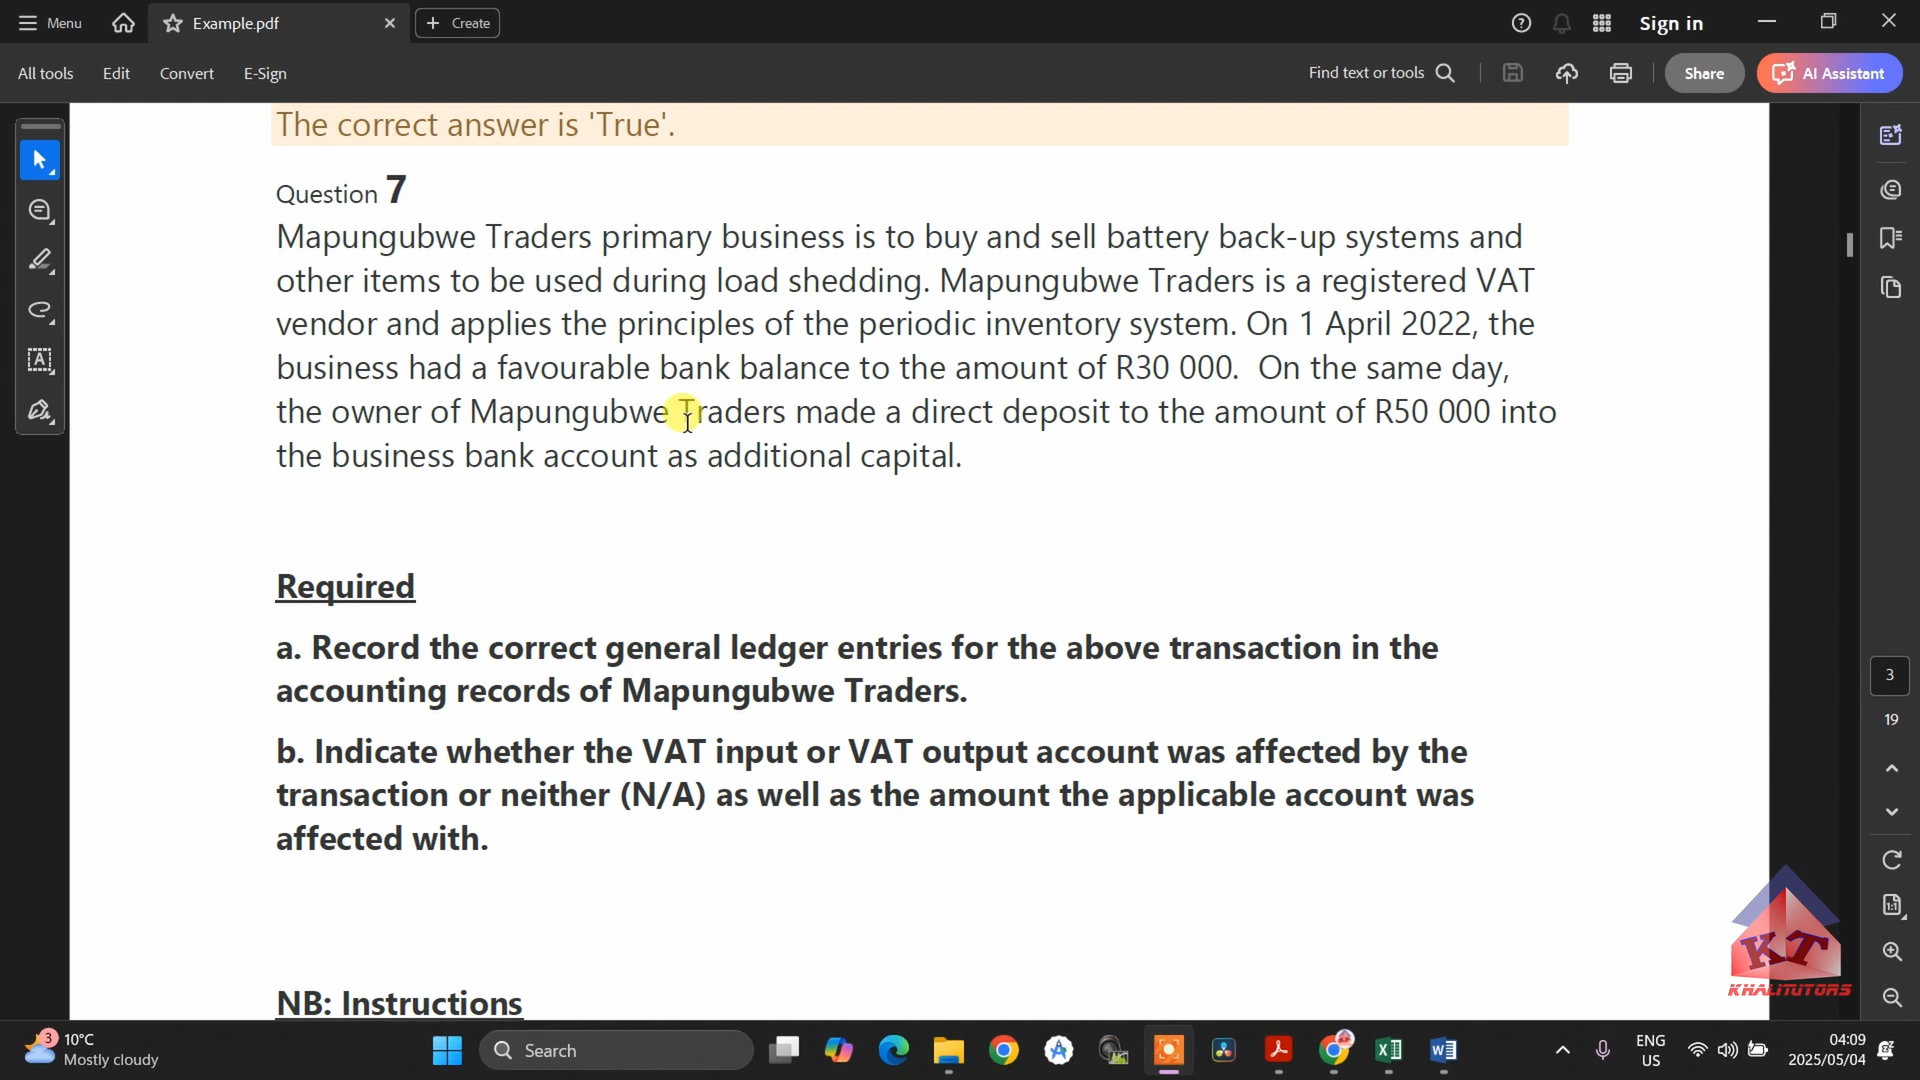 Menu
Example.pdf
Create
Sign in
All tools
Edit
Convert
E-Sign
Find text or tools
Share
AI Assistant
The correct answer is 'True'.
Question 7
Mapungubwe Traders primary business is to buy and sell battery back-up systems and
other items to be used during load shedding. Mapungubwe Traders is a registered VAT
vendor and applies the principles of the periodic inventory system. On 1 April 2022, the
business had a favourable bank balance to the amount of R30 000. On the same day,
the owner of Mapungubwe Traders made a direct deposit to the amount of R50 000 into
the business bank account as additional capital.
Required
a. Record the correct general ledger entries for the above transaction in the
accounting records of Mapungubwe Traders.
b. Indicate whether the VAT input or VAT output account was affected by the
transaction or neither (N/A) as well as the amount the applicable account was
affected with.
NB: Instructions
3
19
1:1
KT
KHALITUTORS
3
10°C
Mostly cloudy
Search
ENG
US
04:09
2025/05/04